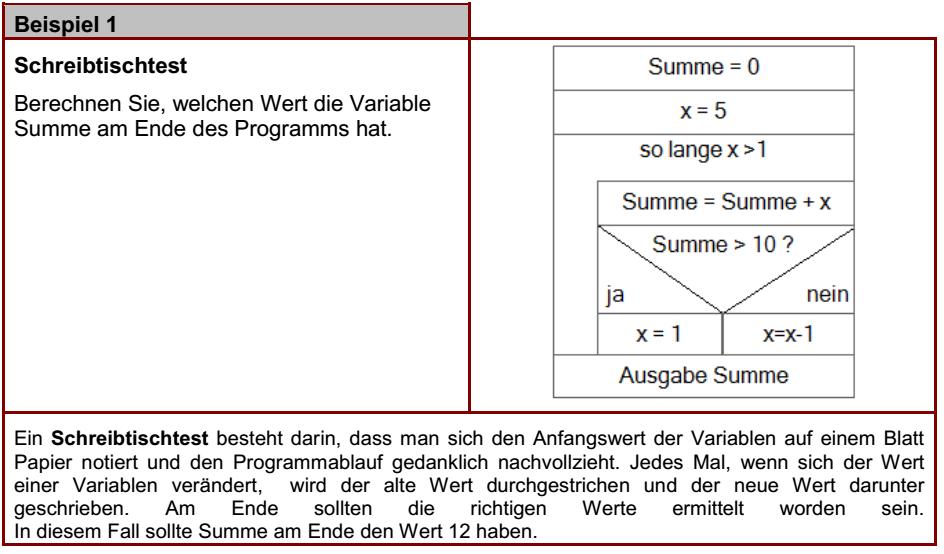 Beispiel 1
Schreibtischtest
Berechnen Sie, welchen Wert die Variable
Summe am Ende des Programms hat.
Summe = 0
x = 5
so lange x >1
Summe = Summe + x
Summe > 10 ?
ja nein
x = 1 x=x-1
Ausgabe Summe
Ein Schreibtischtest besteht darin, dass man sich den Anfangswert der Variablen auf einem Blatt
Papier notiert und den Programmablauf gedanklich nachvollzieht. Jedes Mal, wenn sich der Wert
einer Variablen verändert, wird der alte Wert durchgestrichen und der neue Wert darunter
geschrieben. Am Ende sollten die richtigen Werte ermittelt worden sein.
In diesem Fall sollte Summe am Ende den Wert 12 haben.